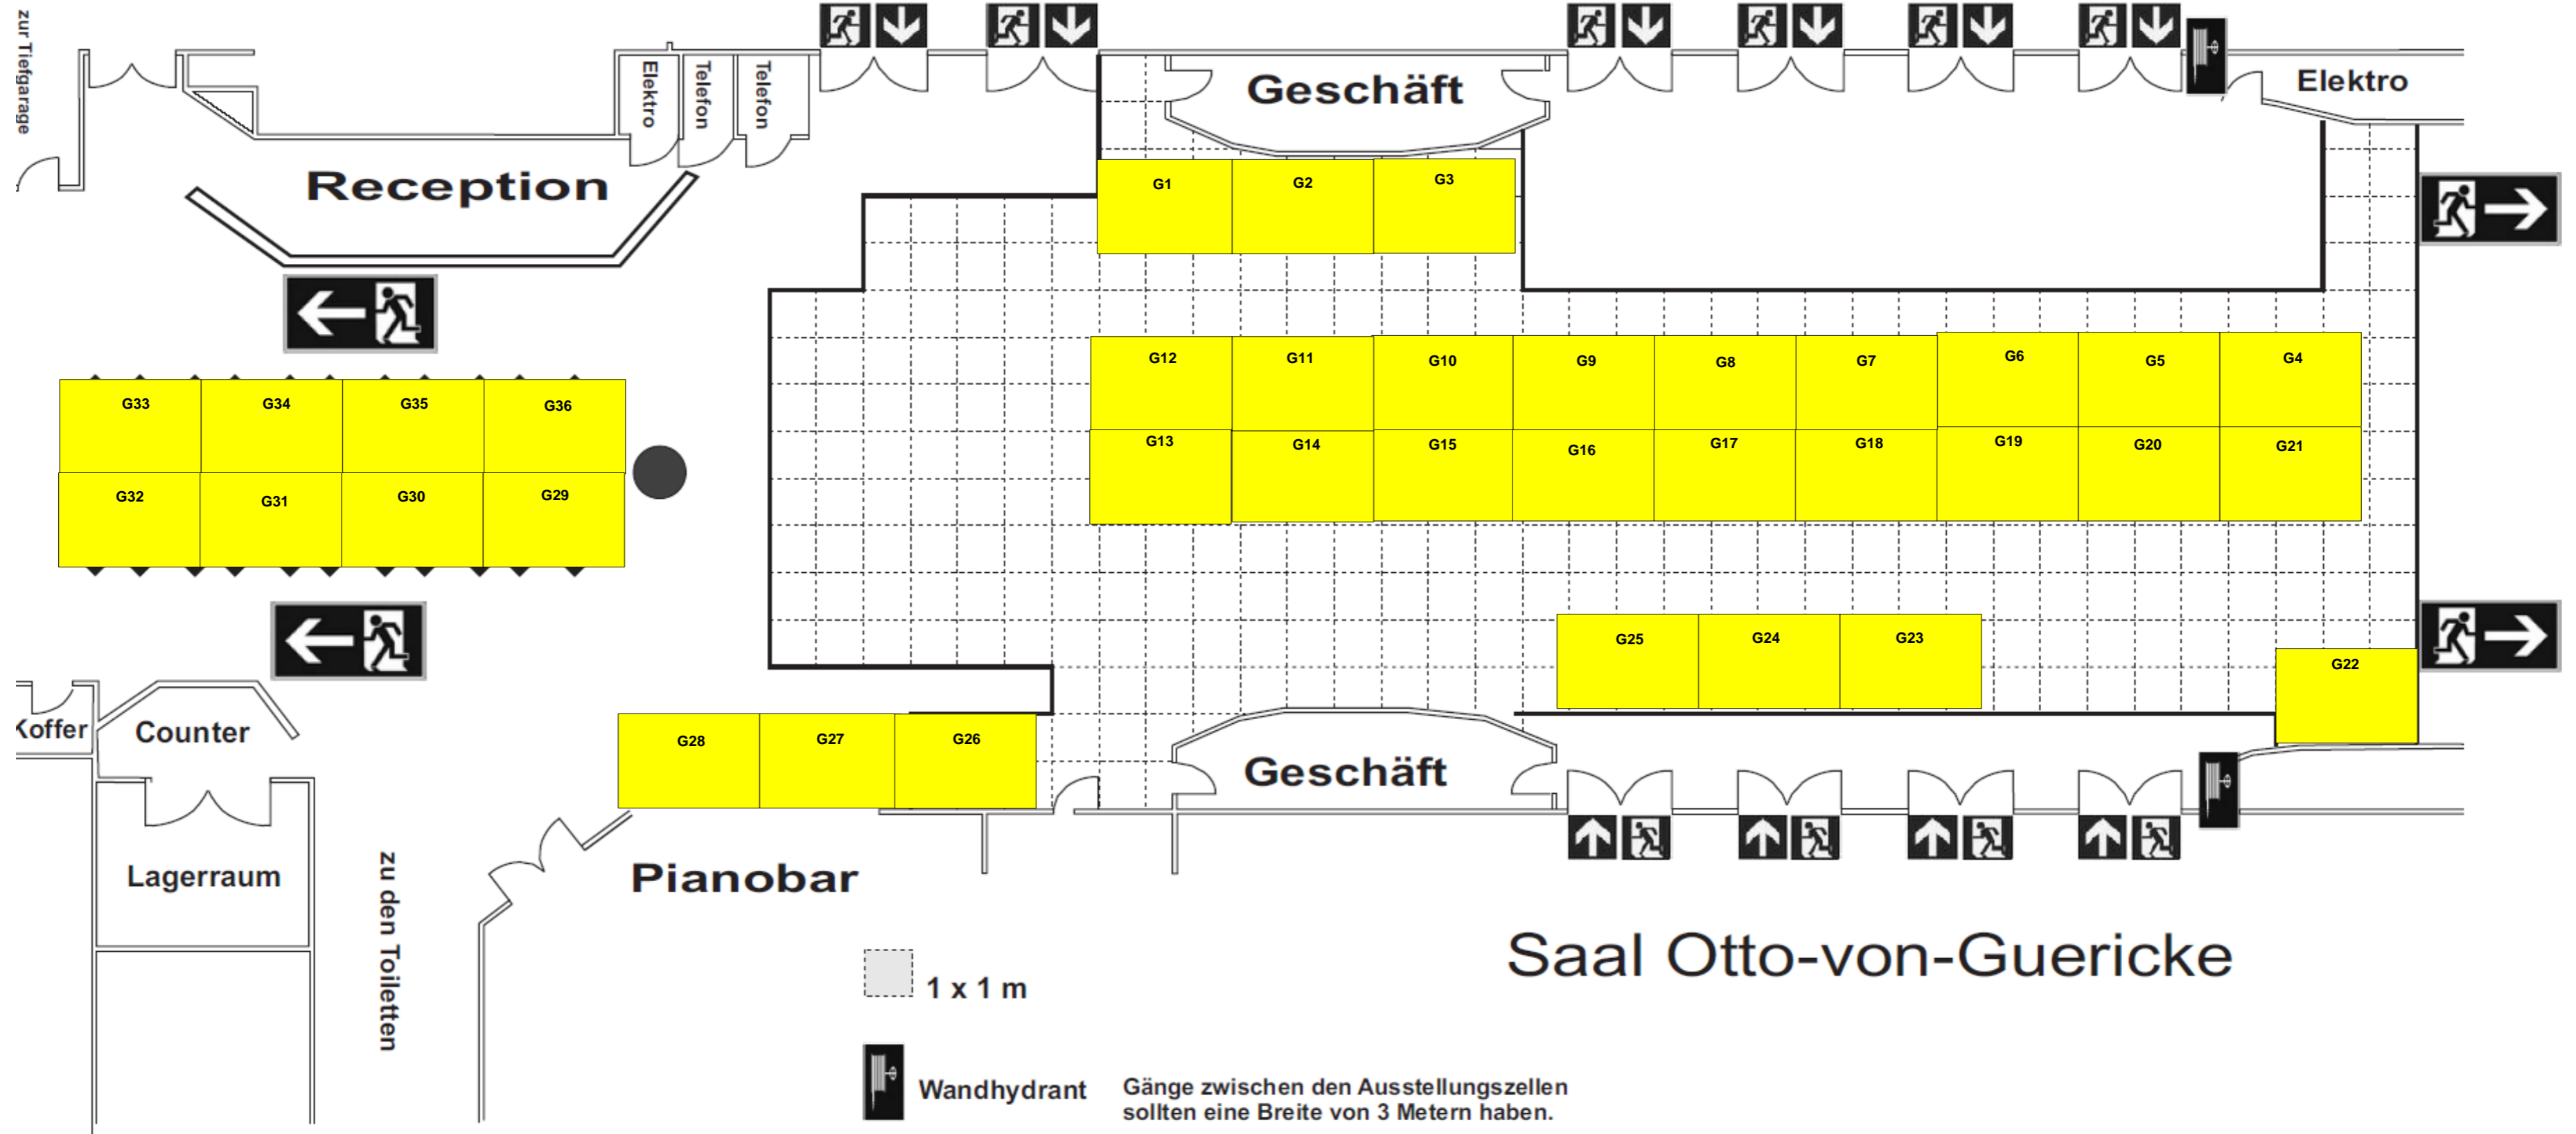 zur Tiefgarage
Elektro
Telefon
Telefon
Geschäft
Elektro
Reception
G1
G2
G3
G12
G11
G10
G9
G8
G7
G6
G5
G4
G33
G34
G35
G36
G13
G14
G15
G16
G17
G18
G19
G20
G21
G32
G31
G30
G29
G25
G24
G23
G22
Koffer
Counter
G28
G27
G26
Geschäft
Lagerraum
zu den Toiletten
Pianobar
Saal Otto-von-Guericke
1 x 1 m
Wandhydrant
Gänge zwischen den Ausstellungszellen
sollten eine Breite von 3 Metern haben.